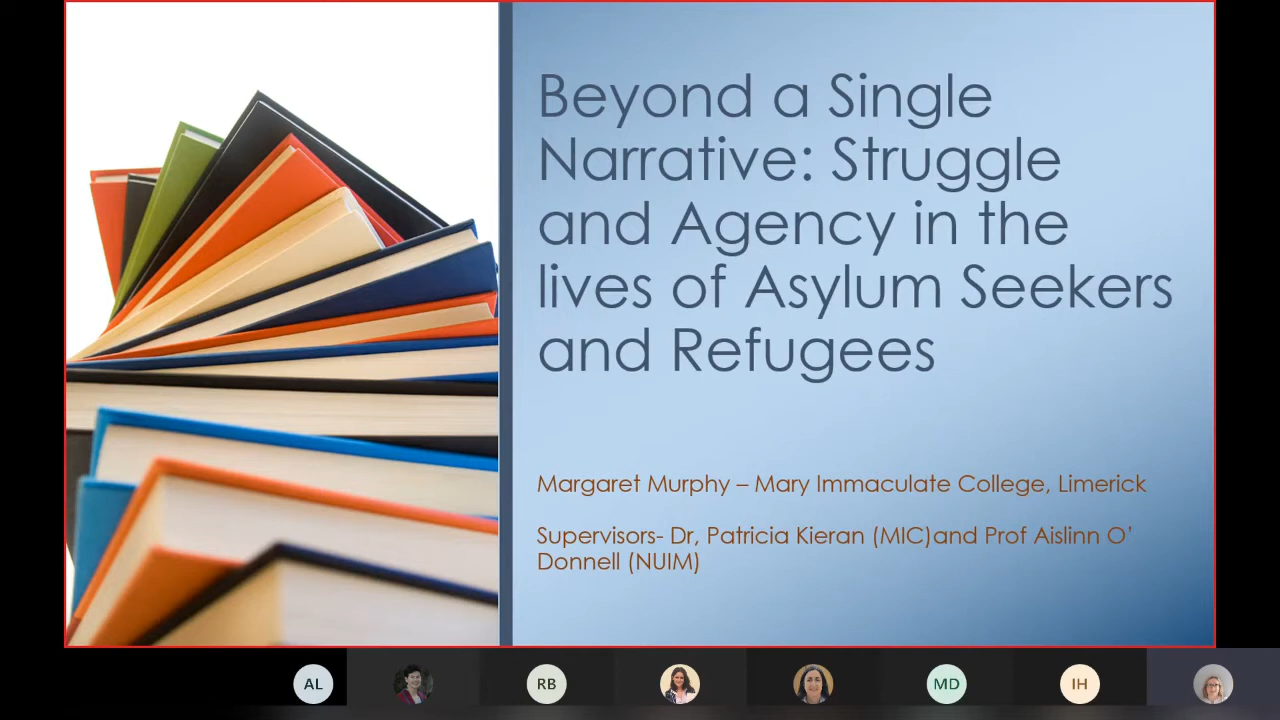 Beyond a Single
Narrative: Struggle
and Agency in the
lives of Asylum Seekers
and Refugees
Margaret Murphy – Mary Immaculate College, Limerick
Supervisors- Dr, Patricia Kieran (MIC)and Prof Aislinn O'
Donnell (NUIM)
AL
RB
MD
IH